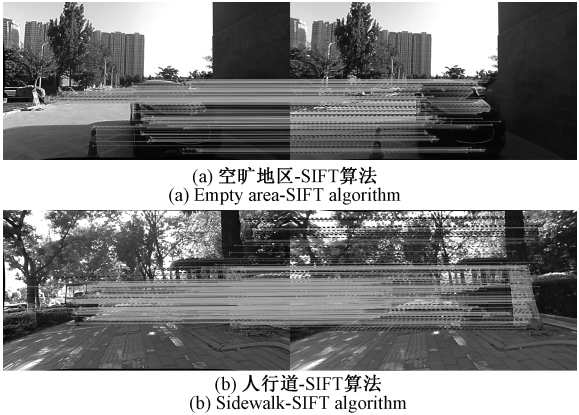 (a) 空旷地区-SIFT算法
(a) Empty area-SIFT algorithm
(b) 人行道-SIFT算法
(b) Sidewalk-SIFT algorithm